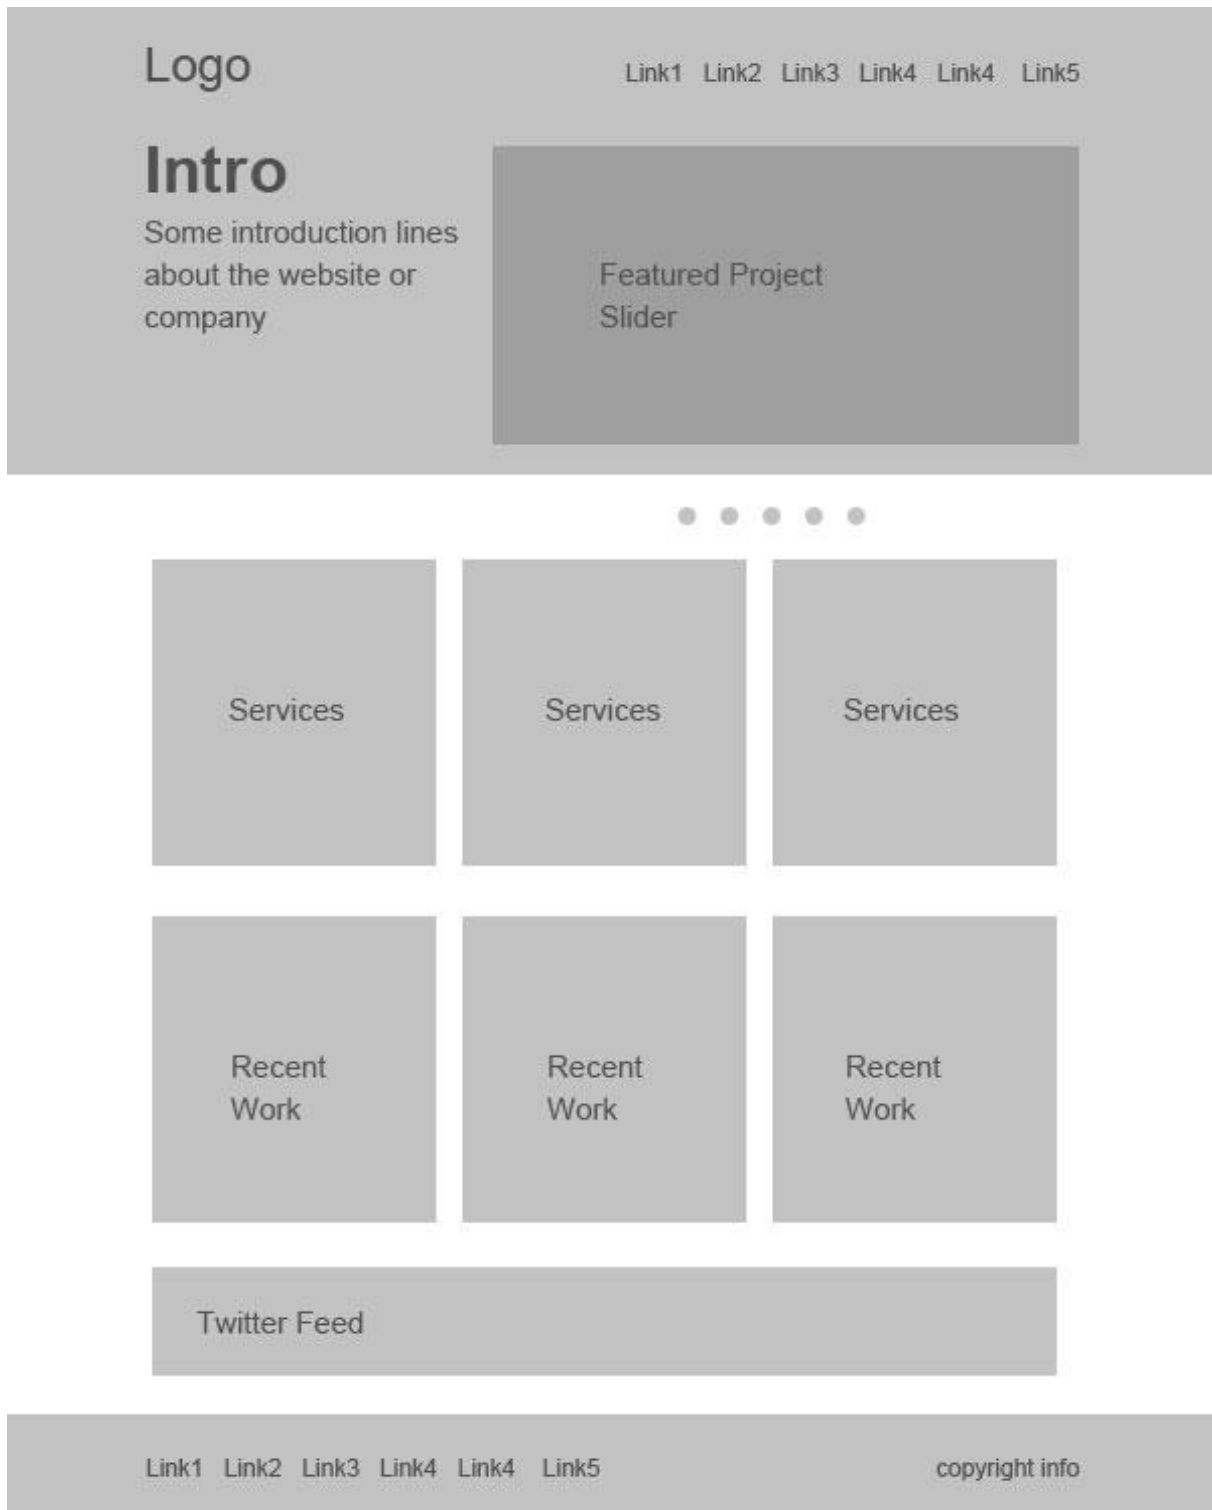 Logo
Link1 Link2 Link3 Link4 Link4 Link5
Intro
Some introduction lines
about the website or
company
Featured Project
Slider
Services
Services
Services
Recent
Work
Recent
Work
Recent
Work
Twitter Feed
Link1 Link2 Link3 Link4 Link4 Link5
copyright info